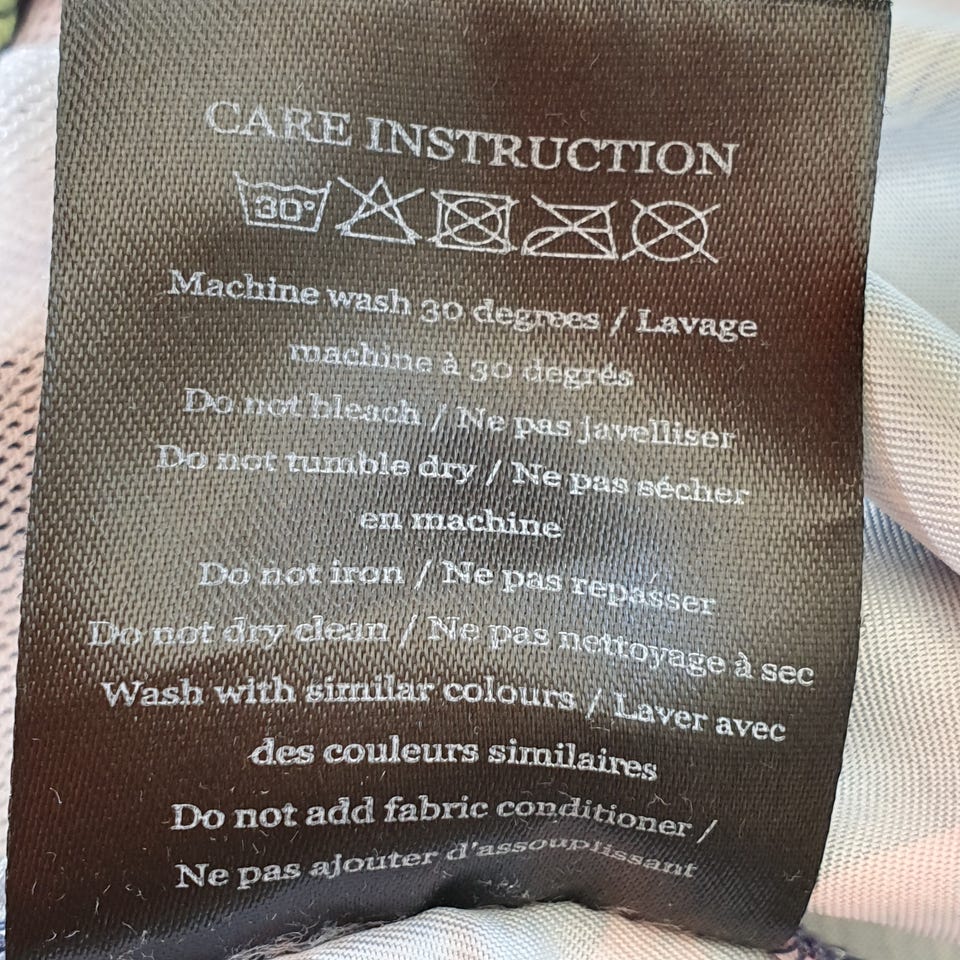 CARE INSTRUCTION
30°
Machine wash 30 degrees / Lavage
machine à 30 degrés
Do not bleach / Ne pas javelliser
Do not tumble dry / Ne pas sécher
en machine
Do not iron / Ne pas repasser
Do not dry clean / Ne pas nettoyage à sec
Wash with similar colours / Laver avec
des couleurs similaires
Do not add fabric conditioner /
Ne pas ajouter d'assouplissant